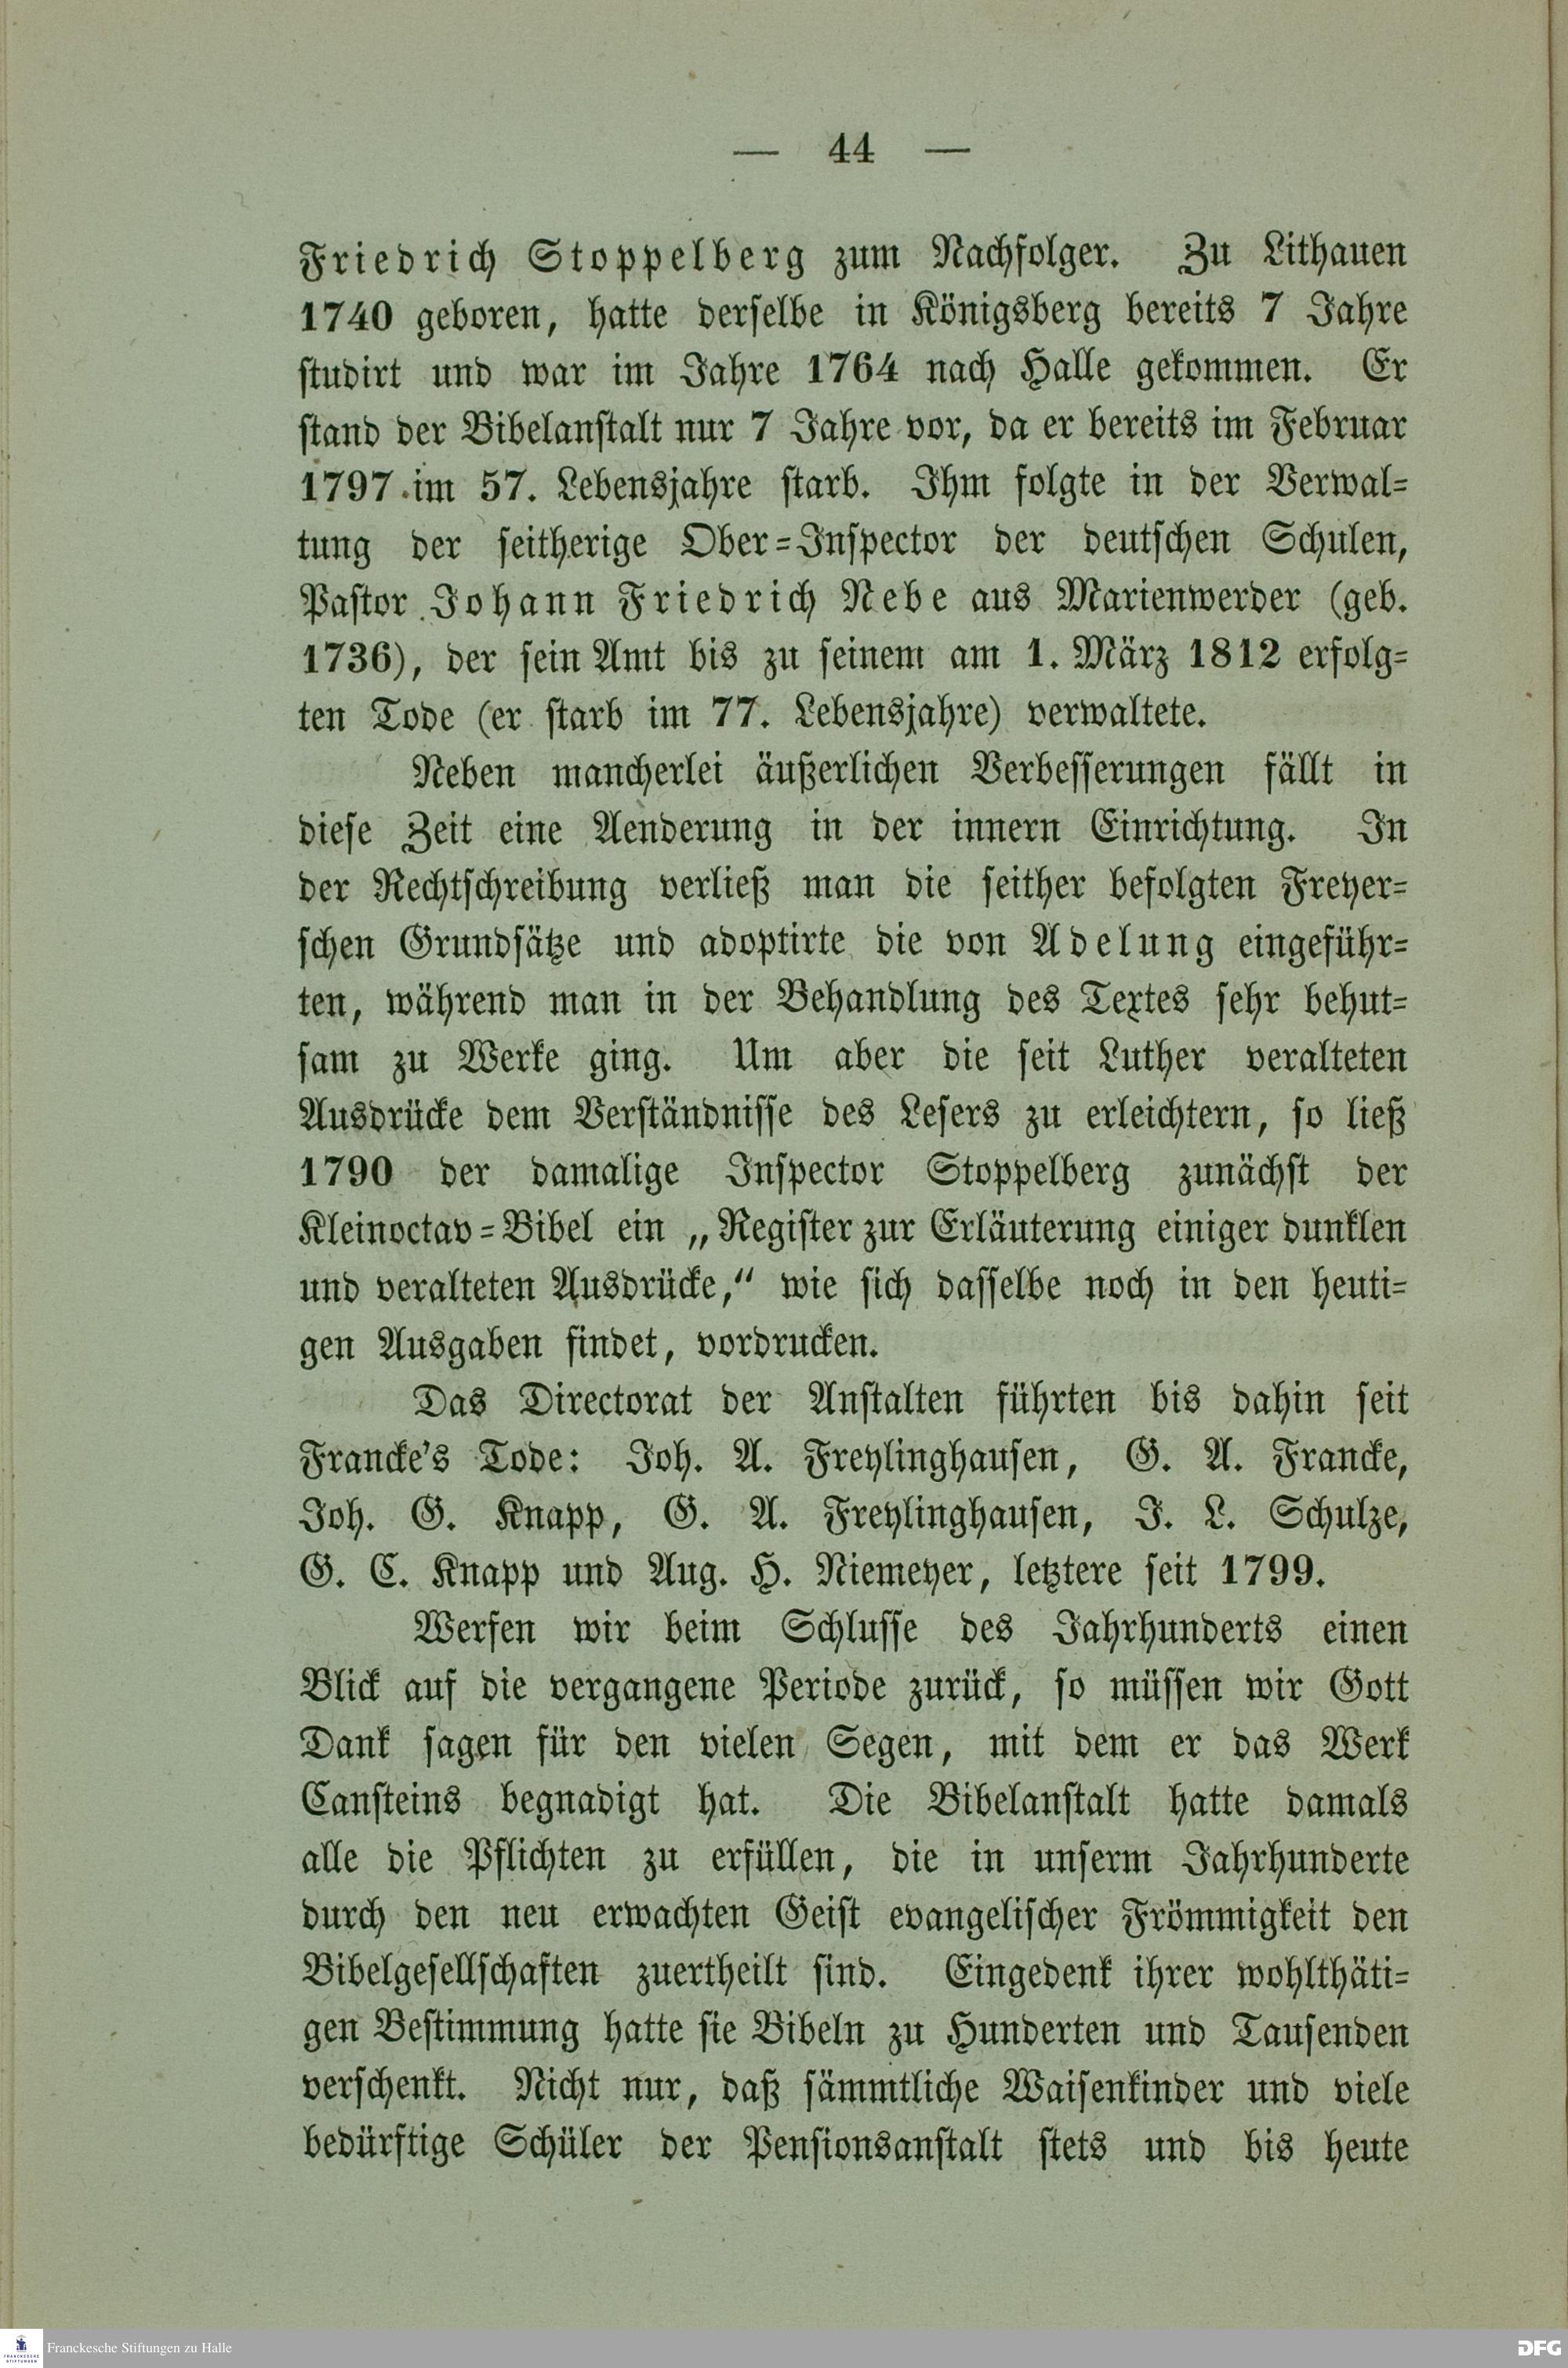 — 44 —
Friedrich Stoppelberg zum Nachfolger. Zu Lithauen
1740 geboren, hatte derselbe in Königsberg bereits 7 Jahre
studirt und war im Jahre 1764 nach Halle gekommen. Er
stand der Bibelanstalt nur 7 Jahre vor, da er bereits im Februar
1797 im 57. Lebensjahre starb. Ihm folgte in der Verwal=
tung der seitherige Ober=Inspector der deutschen Schulen,
Pastor Johann Friedrich Nebe aus Marienwerder (geb.
1736), der sein Amt bis zu seinem am 1. März 1812 erfolg=
ten Tode (er starb im 77. Lebensjahre) verwaltete.
Neben mancherlei äußerlichen Verbesserungen fällt in
diese Zeit eine Aenderung in der innern Einrichtung. In
der Rechtschreibung verließ man die seither befolgten Freyer=
schen Grundsätze und adoptirte die von Adelung eingeführ=
ten, während man in der Behandlung des Textes sehr behut=
sam zu Werke ging. Um aber die seit Luther veralteten
Ausdrücke dem Verständnisse des Lesers zu erleichtern, so ließ
1790 der damalige Inspector Stoppelberg zunächst der
Kleinoctav=Bibel ein „Register zur Erläuterung einiger dunklen
und veralteten Ausdrücke,“ wie sich dasselbe noch in den heuti=
gen Ausgaben findet, vordrucken.
Das Directorat der Anstalten führten bis dahin seit
Francke's Tode: Joh. A. Freylinghausen, G. A. Francke,
Joh. G. Knapp, G. A. Freylinghausen, J. L. Schulze,
G. C. Knapp und Aug. H. Niemeyer, letztere seit 1799.
Werfen wir beim Schlusse des Jahrhunderts einen
Blick auf die vergangene Periode zurück, so müssen wir Gott
Dank sagen für den vielen Segen, mit dem er das Werk
Cansteins begnadigt hat. Die Bibelanstalt hatte damals
alle die Pflichten zu erfüllen, die in unserm Jahrhunderte
durch den neu erwachten Geist evangelischer Frömmigkeit den
Bibelgesellschaften zuertheilt sind. Eingedenk ihrer wohlthäti=
gen Bestimmung hatte sie Bibeln zu Hunderten und Tausenden
verschenkt. Nicht nur, daß sämmtliche Waisenkinder und viele
bedürftige Schüler der Pensionsanstalt stets und bis heute
FRANCKESCHE
STIFTUNGEN
Franckesche Stiftungen zu Halle
DFG